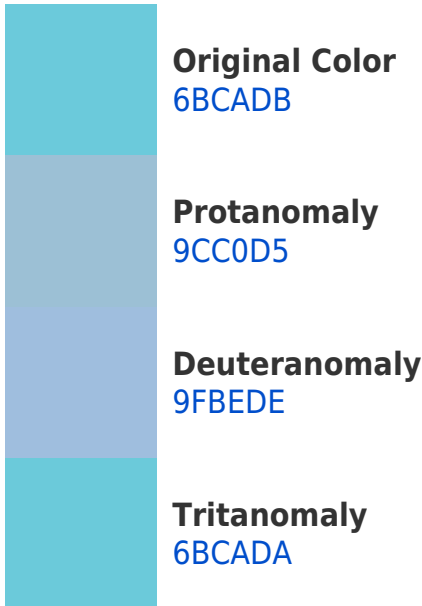 Original Color
6BCADB
Protanomaly
9CC0D5
Deuteranomaly
9FBEDE
Tritanomaly
6BCADA